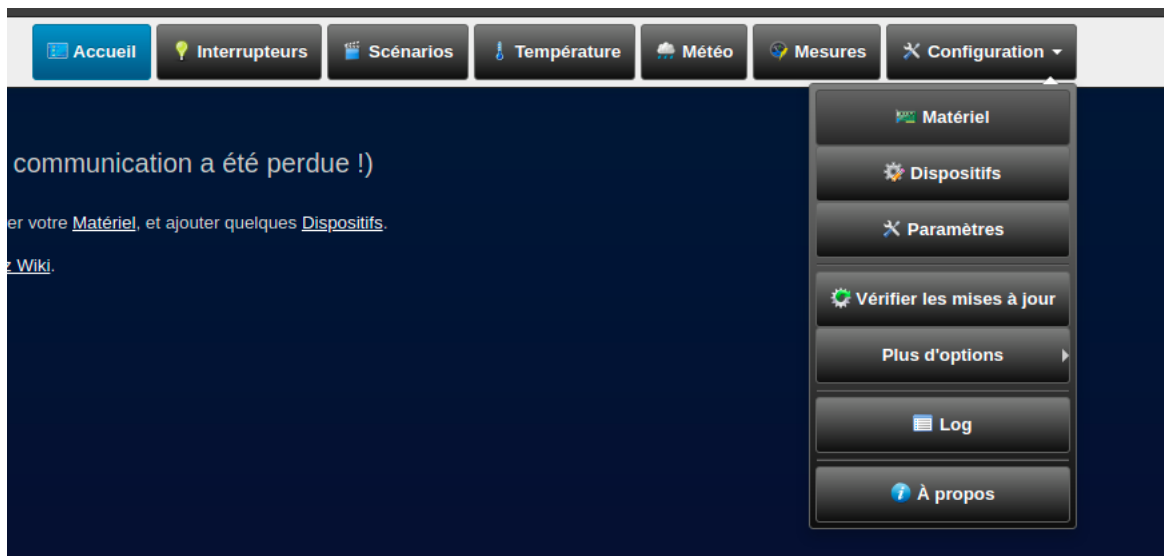 Accueil Interrupteurs Scénarios Température Météo Mesures Configuration
Matériel
communication a été perdue !)
Dispositifs
er votre Matériel, et ajouter quelques Dispositifs.
Paramètres
z Wiki.
Vérifier les mises à jour
Plus d'options
Log
À propos